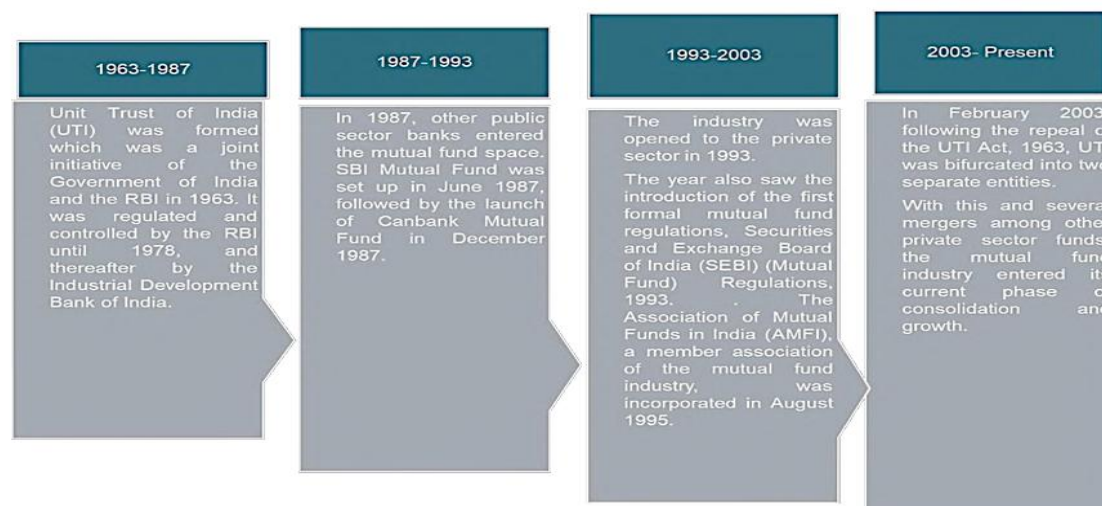 1963-1987
Unit Trust of India
(UTI) was formed
which was a joint
initiative of the
Government of India
and the RBI in 1963. It
was regulated and
controlled by the RBI
until 1978, and
thereafter by the
Industrial Development
Bank of India.
1987-1993
In 1987, other public
sector banks entered
the mutual fund space.
SBI Mutual Fund was
set up in June 1987,
followed by the launch
of Canbank Mutual
Fund in December
1987.
1993-2003
The industry was
opened to the private
sector in 1993.
The year also saw the
introduction of the first
formal mutual fund
regulations, Securities
and Exchange Board
of India (SEBI) (Mutual
Fund) Regulations,
1993. . The
Association of Mutual
Funds in India (AMFI),
a member association
of the mutual fund
industry, was
incorporated in August
1995.
2003- Present
In February 2003
following the repeal
the UTI Act, 1963,
was bifurcated into
separate entities.
With this and
mergers among
private sector funds
the mutual
industry entered
current phase
consolidation
growth.